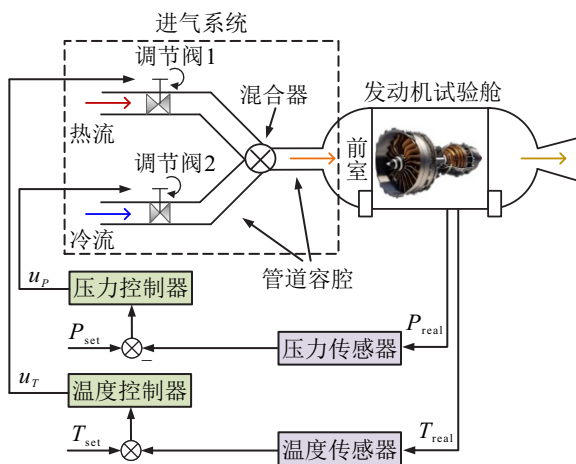 进气系统
调节阀1
混合器
发动机试验舱
热流
前室
调节阀2
冷流
管道容腔
u_P
压力控制器
P_set
−
压力传感器
P_real
u_T
温度控制器
T_set
温度传感器
T_real